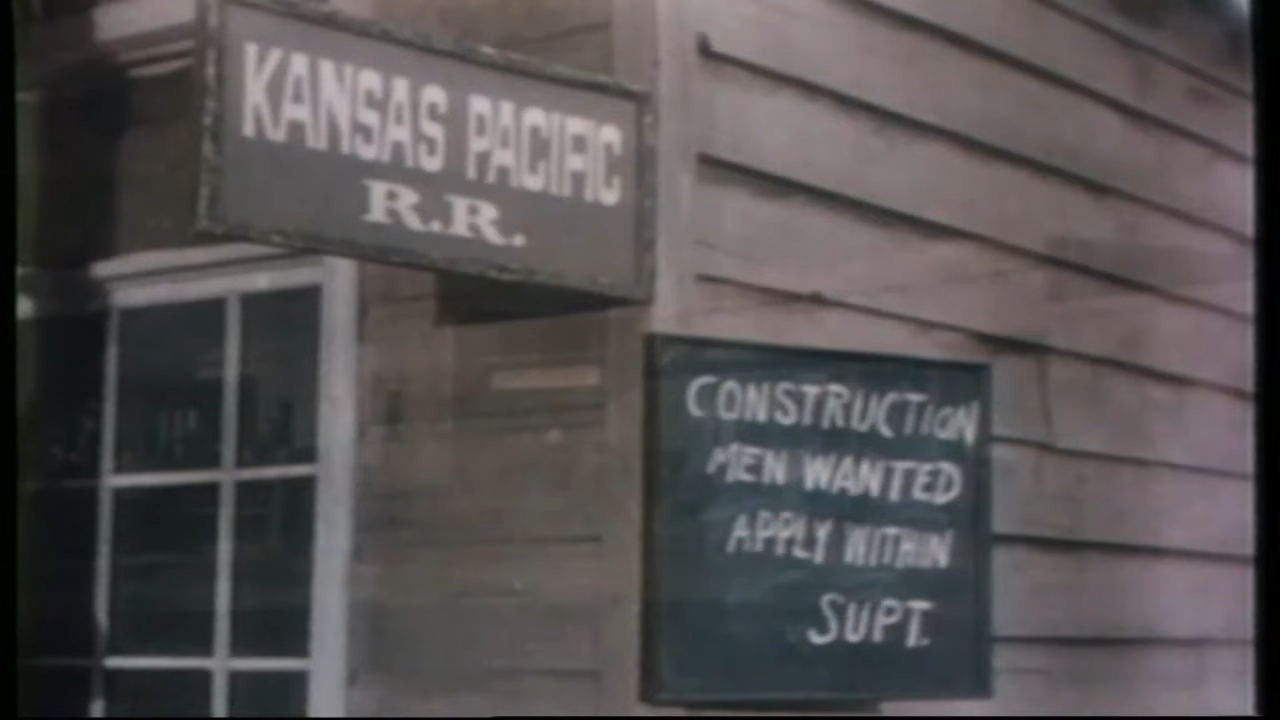 KANSAS PACIFIC
R.R.
CONSTRUCTION
MEN WANTED
APPLY WITHIN
SUPT.